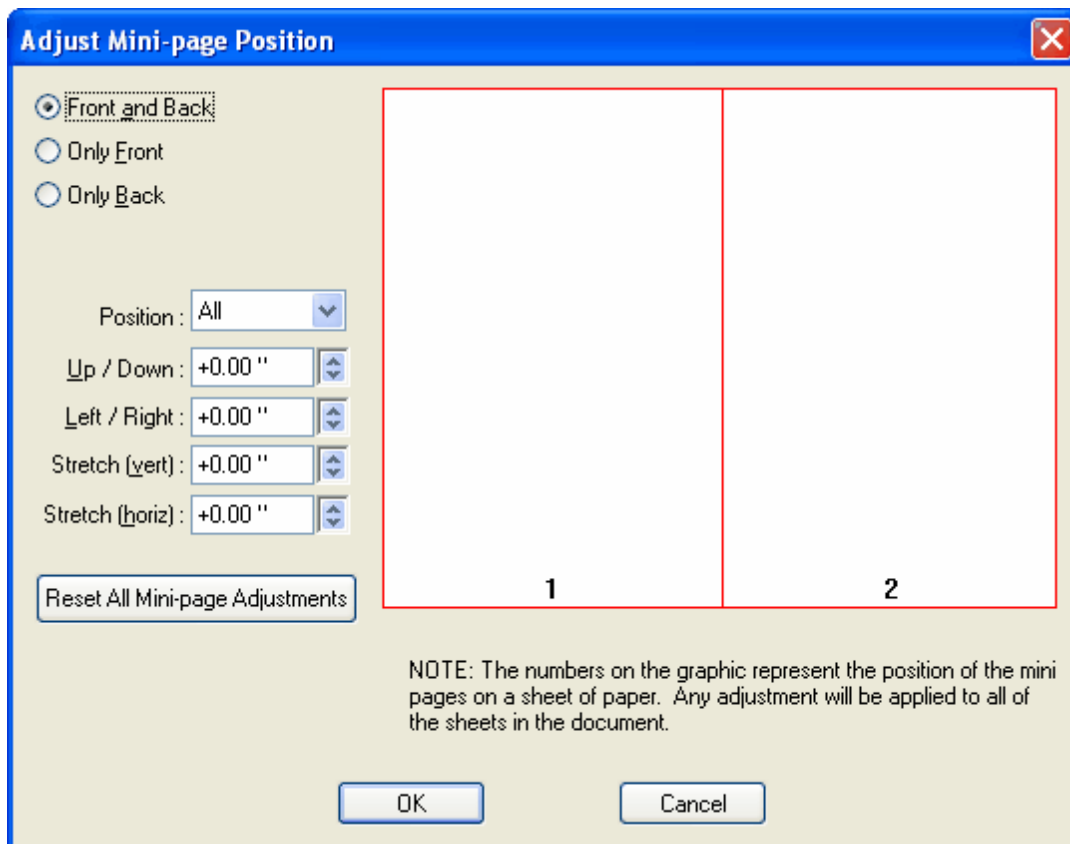 Adjust Mini-page Position
Front and Back
Only Front
Only Back
Position : All
Up / Down : +0.00 "
Left / Right : +0.00 "
Stretch (vert) : +0.00 "
Stretch (horiz) : +0.00 "
Reset All Mini-page Adjustments
1 2
NOTE: The numbers on the graphic represent the position of the mini
pages on a sheet of paper. Any adjustment will be applied to all of
the sheets in the document.
OK Cancel